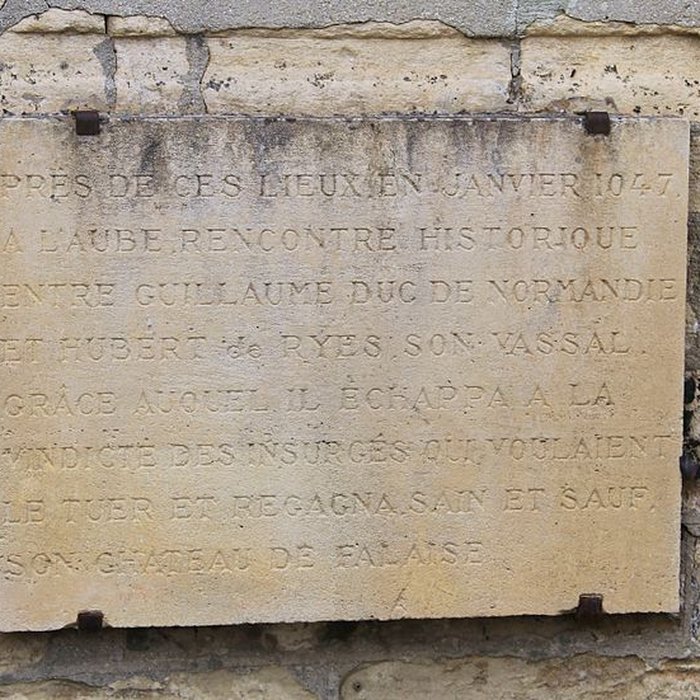 PRÈS DE CES LIEUX, EN JANVIER 1047
A L'AUBE, RENCONTRE HISTORIQUE
ENTRE GUILLAUME DUC DE NORMANDIE
ET HUBERT de RYES, SON VASSAL,
GRÂCE AUQUEL IL ÉCHAPPA A LA
VINDICTE DES INSURGÉS QUI VOULAIENT
LE TUER ET REGAGNA, SAIN ET SAUF,
SON CHATEAU DE FALAISE